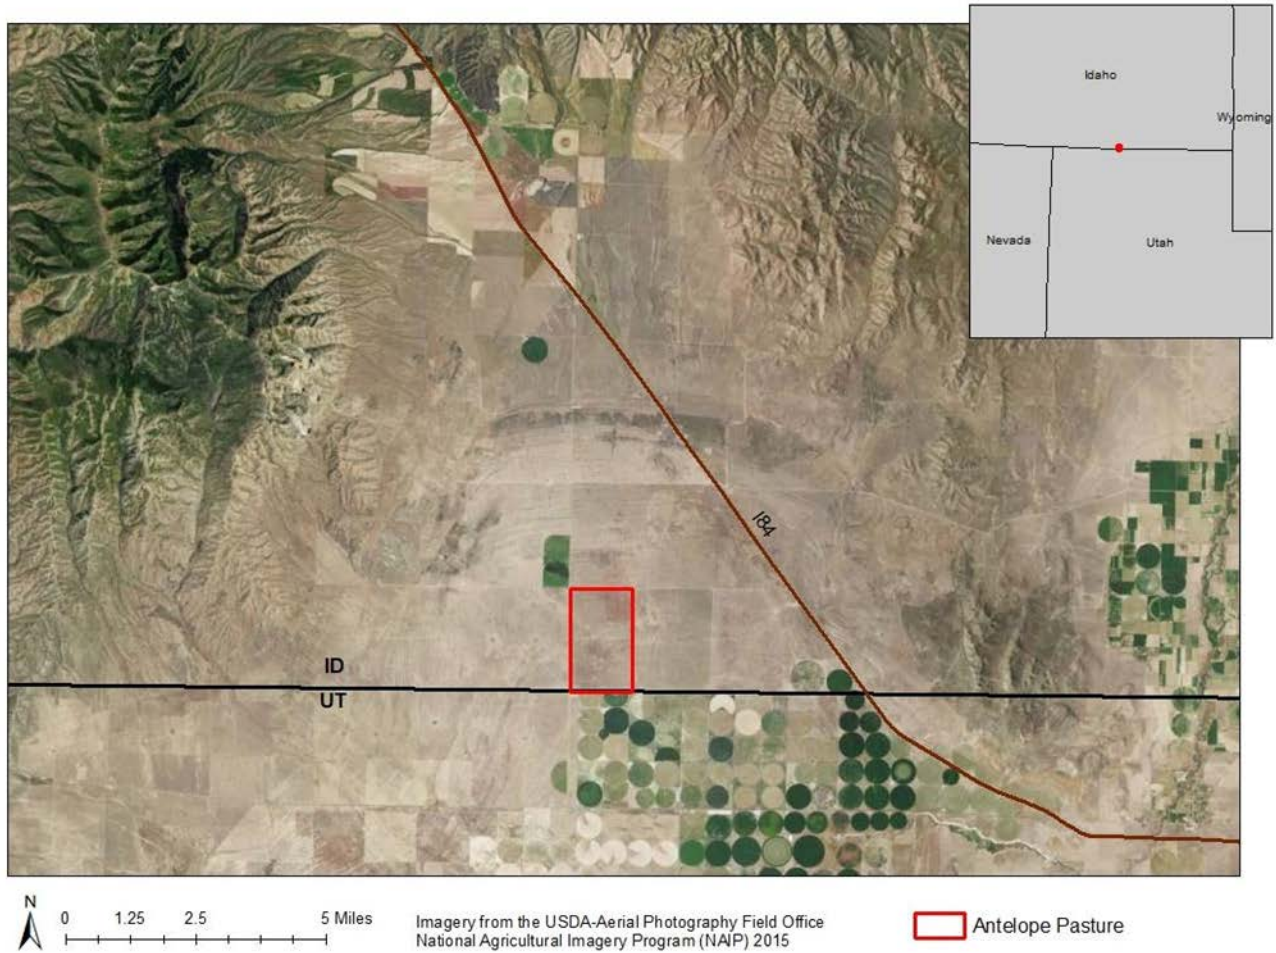 Idaho
Wyoming
Nevada
Utah
I84
ID
UT
N
0 1.25 2.5 5 Miles
Imagery from the USDA-Aerial Photography Field Office
National Agricultural Imagery Program (NAIP) 2015
Antelope Pasture